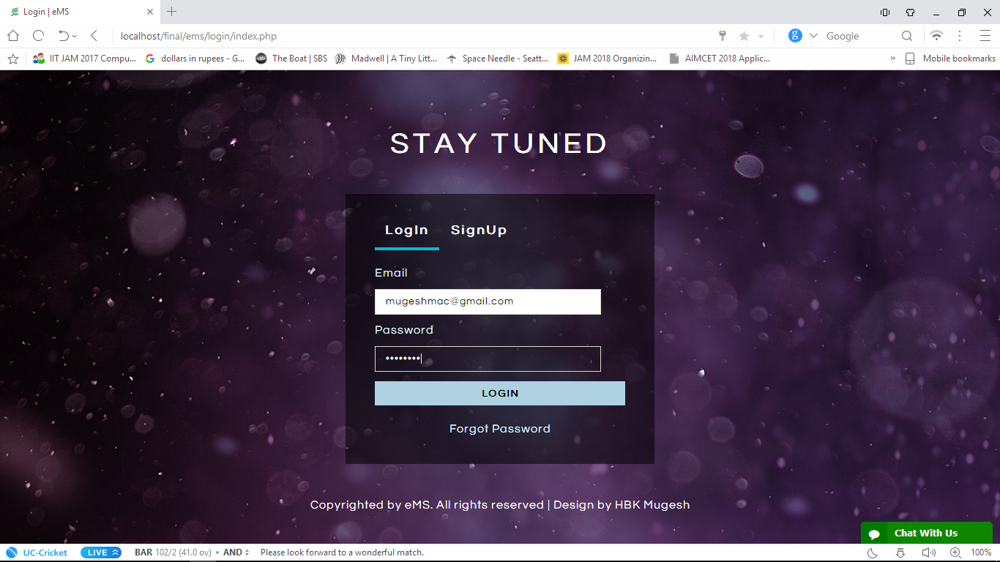 Login | eMS
localhost/final/ems/login/index.php
g
Google
IIT JAM 2017 Compu...
G
dollars in rupees - G...
The Boat | SBS
Madwell | A Tiny Litt...
Space Needle - Seatt...
JAM 2018 Organizin...
AIMCET 2018 Applic...
»
Mobile bookmarks
STAY TUNED
LogIn
SignUp
Email
mugeshmac@gmail.com
Password
••••••••
LOGIN
Forgot Password
Copyrighted by eMS. All rights reserved | Design by HBK Mugesh
Chat With Us
UC-Cricket
LIVE
BAR 102/2 (41.0 ov) • AND
Please look forward to a wonderful match.
100%